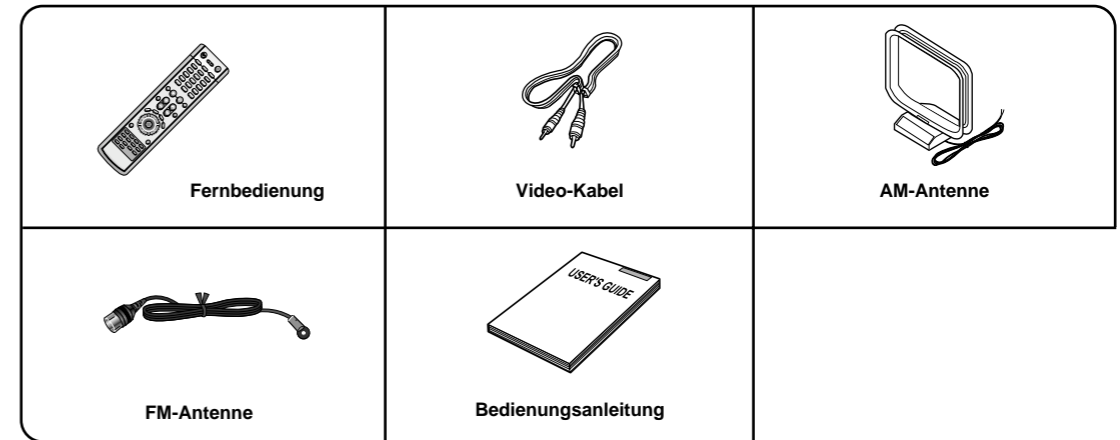 Fernbedienung
Video-Kabel
AM-Antenne
FM-Antenne
USER'S GUIDE
Bedienungsanleitung